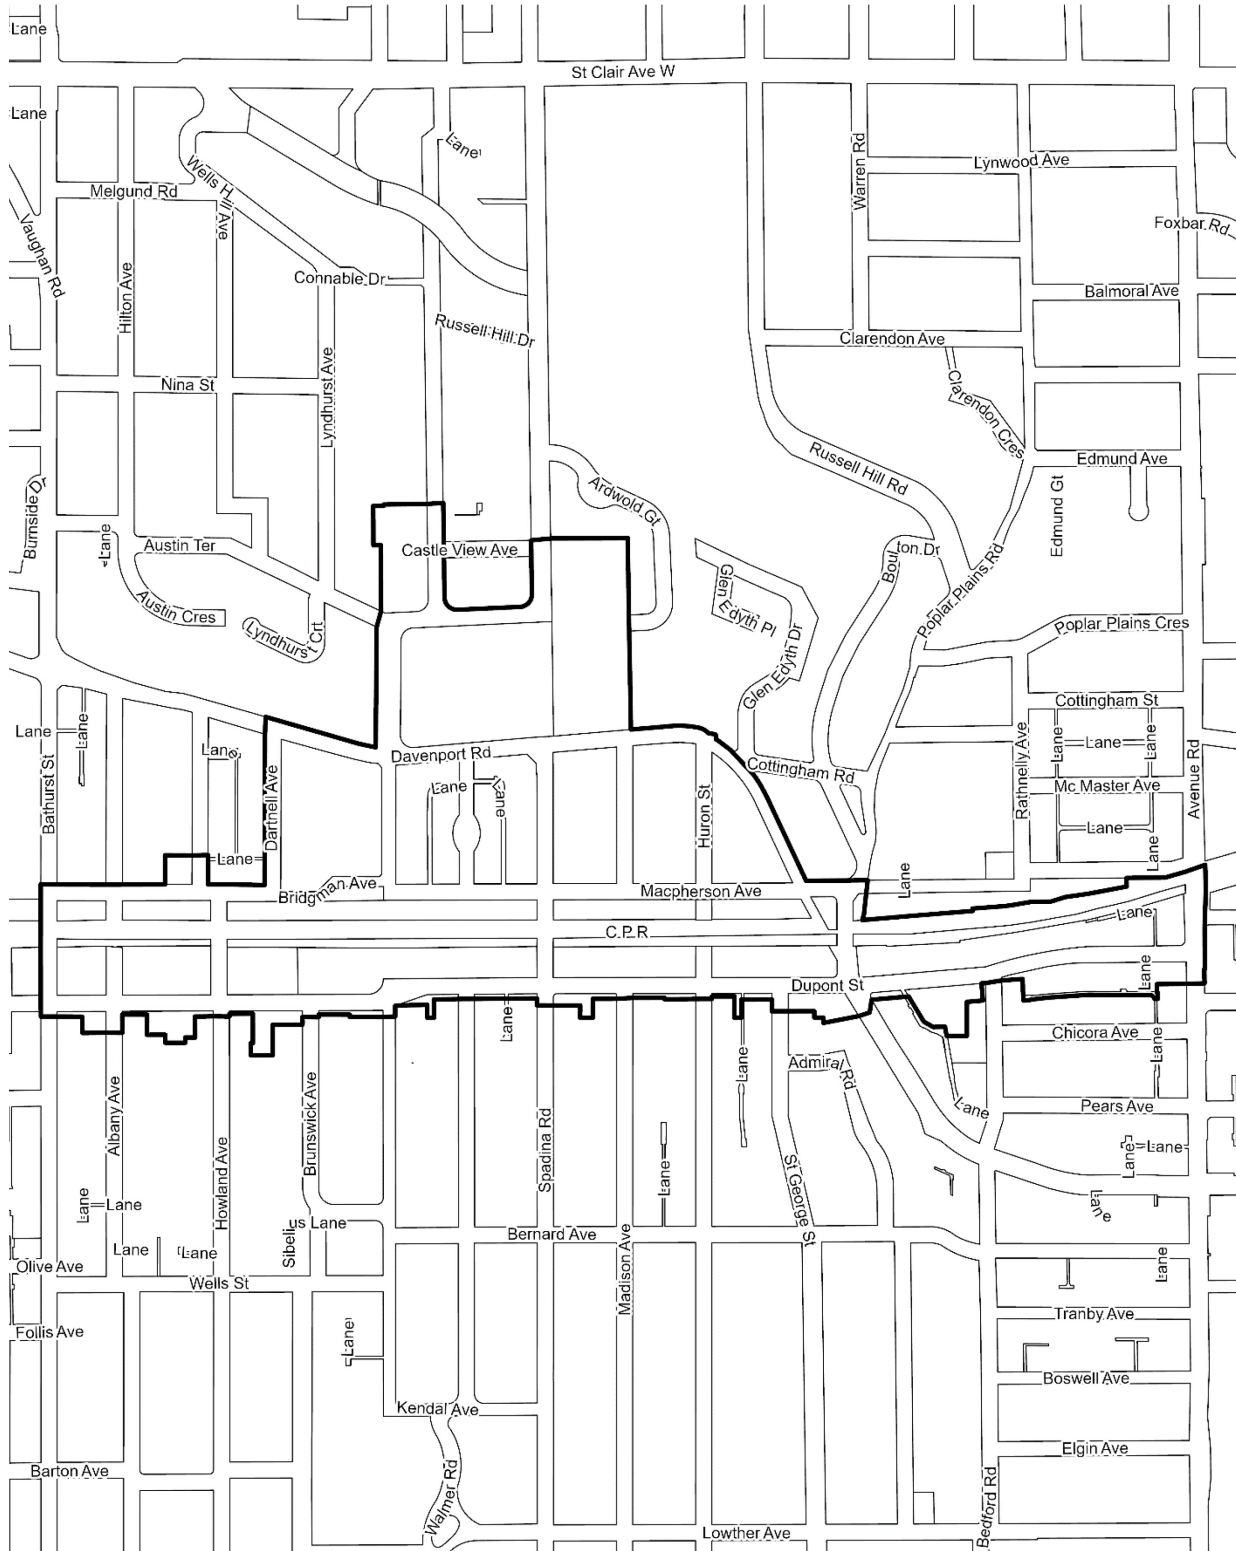 Lane
St Clair Ave W
Lane
Lane
Warren Rd
Lynwood Ave
Wells Hill Ave
Melgund Rd
Vaughan Rd
Foxbar Rd
Hilton Ave
Connable Dr
Balmoral Ave
Russell Hill Dr
Clarendon Ave
Nina St
Lyndhurst Ave
Clarendon Cres
Russell Hill Rd
Edmund Ave
Burnside Dr
Ardwold Gt
Edmund Gt
Lane
Austin Ter
Castle View Ave
Boulton Dr
Austin Cres
Glen Edyth Pl
Poplar Plains Rd
Lyndhurst Crt
Glen Edyth Dr
Poplar Plains Cres
Cottingham St
Lane
Lane
Lane
Davenport Rd
Lane
Lane
Lane
Bathurst St
Dartnell Ave
Lane
Lane
Huron St
Cottingham Rd
Rathnelly Ave
Mc Master Ave
Avenue Rd
Lane
Lane
Lane
Lane
Bridgman Ave
Macpherson Ave
Lane
C.P.R
Lane
Dupont St
Lane
Lane
Chicora Ave
Lane
Lane
Admiral Rd
Albany Ave
Howland Ave
Brunswick Ave
Spadina Rd
Lane
Pears Ave
Lane
Lane
Lane
St George St
Lane
Lane
Lane
Lane
Lane
Sibelius Lane
Bernard Ave
Madison Ave
Lane
Olive Ave
Wells St
Tranby Ave
Follis Ave
Lane
Boswell Ave
Kendal Ave
Elgin Ave
Barton Ave
Walmer Rd
Bedford Rd
Lowther Ave